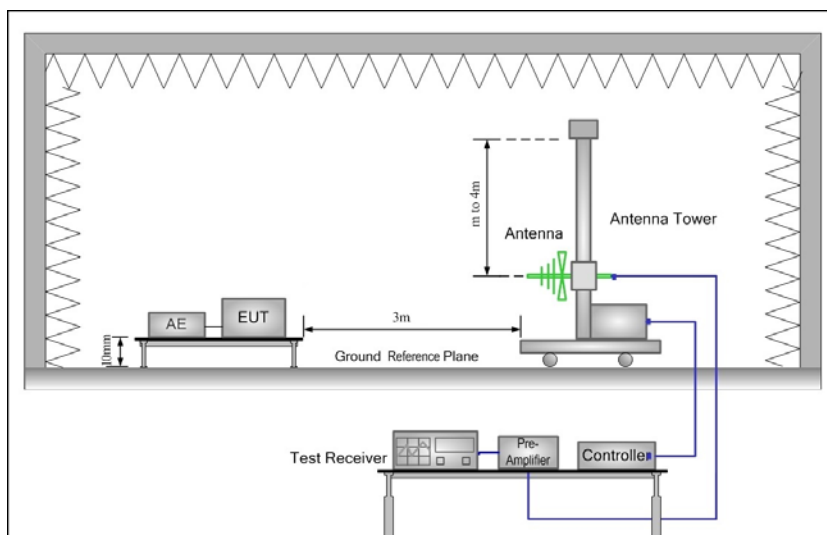 m to 4m
Antenna
Antenna Tower
AE
EUT
3m
10mm
Ground Reference Plane
Test Receiver
Pre-
Amplifier
Controller